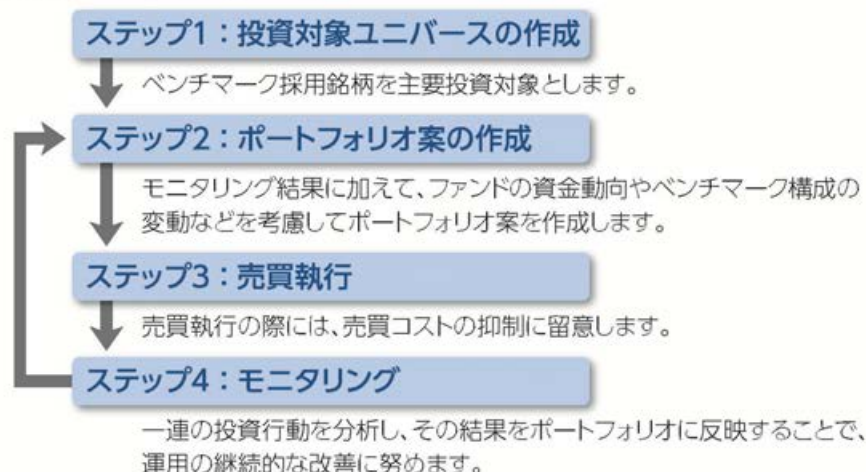 ステップ1：投資対象ユニバースの作成
ベンチマーク採用銘柄を主要投資対象とします。
ステップ2：ポートフォリオ案の作成
モニタリング結果に加えて、ファンドの資金動向やベンチマーク構成の
変動などを考慮してポートフォリオ案を作成します。
ステップ3：売買執行
売買執行の際には、売買コストの抑制に留意します。
ステップ4：モニタリング
一連の投資行動を分析し、その結果をポートフォリオに反映することで、
運用の継続的な改善に努めます。